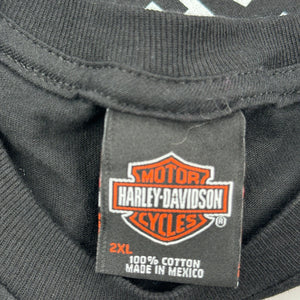 MOTOR
HARLEY-DAVIDSON
CYCLES
®
2XL
100% COTTON
MADE IN MEXICO